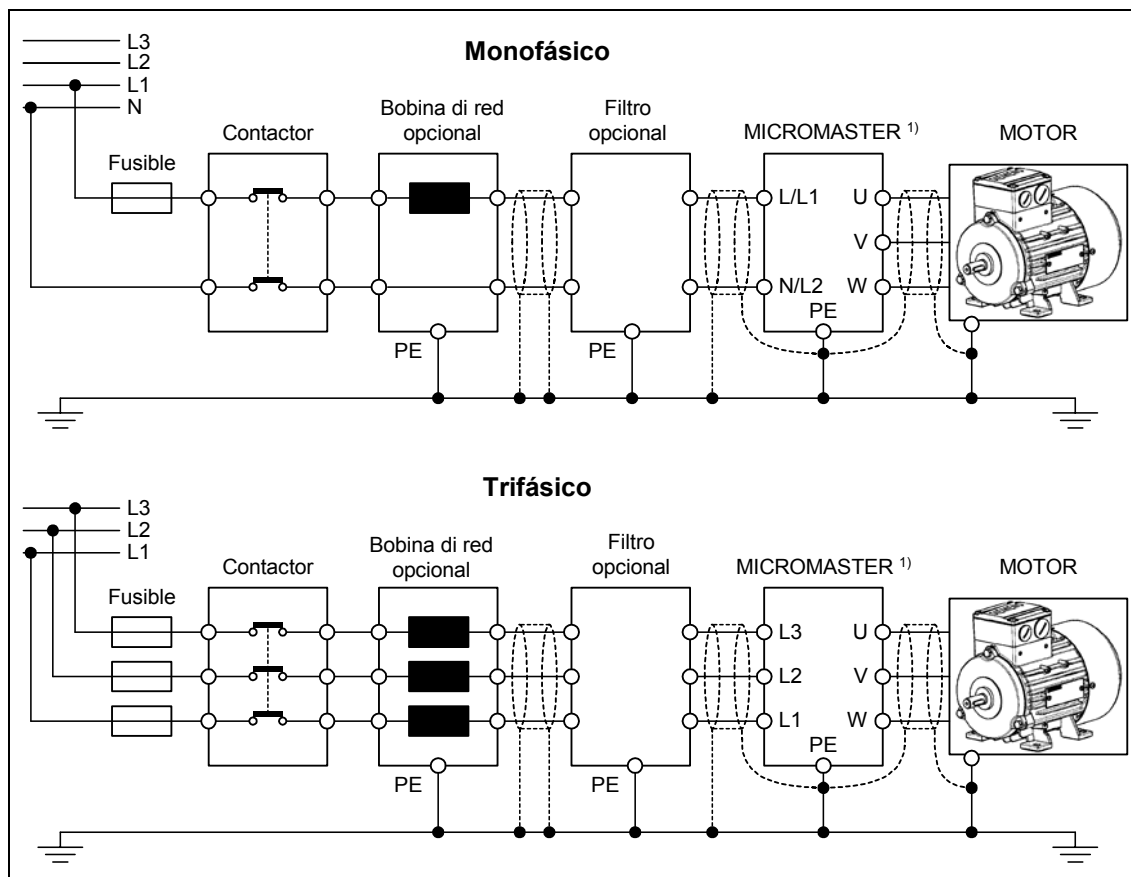 Monofásico
L3
L2
L1
N
Fusible
Contactor
Bobina di red
opcional
Filtro
opcional
MICROMASTER 1)
MOTOR
L/L1
N/L2
PE
U
V
W
PE
PE
Trifásico
L3
L2
L1
Fusible
Contactor
Bobina di red
opcional
Filtro
opcional
MICROMASTER 1)
MOTOR
L3
L2
L1
PE
U
V
W
PE
PE